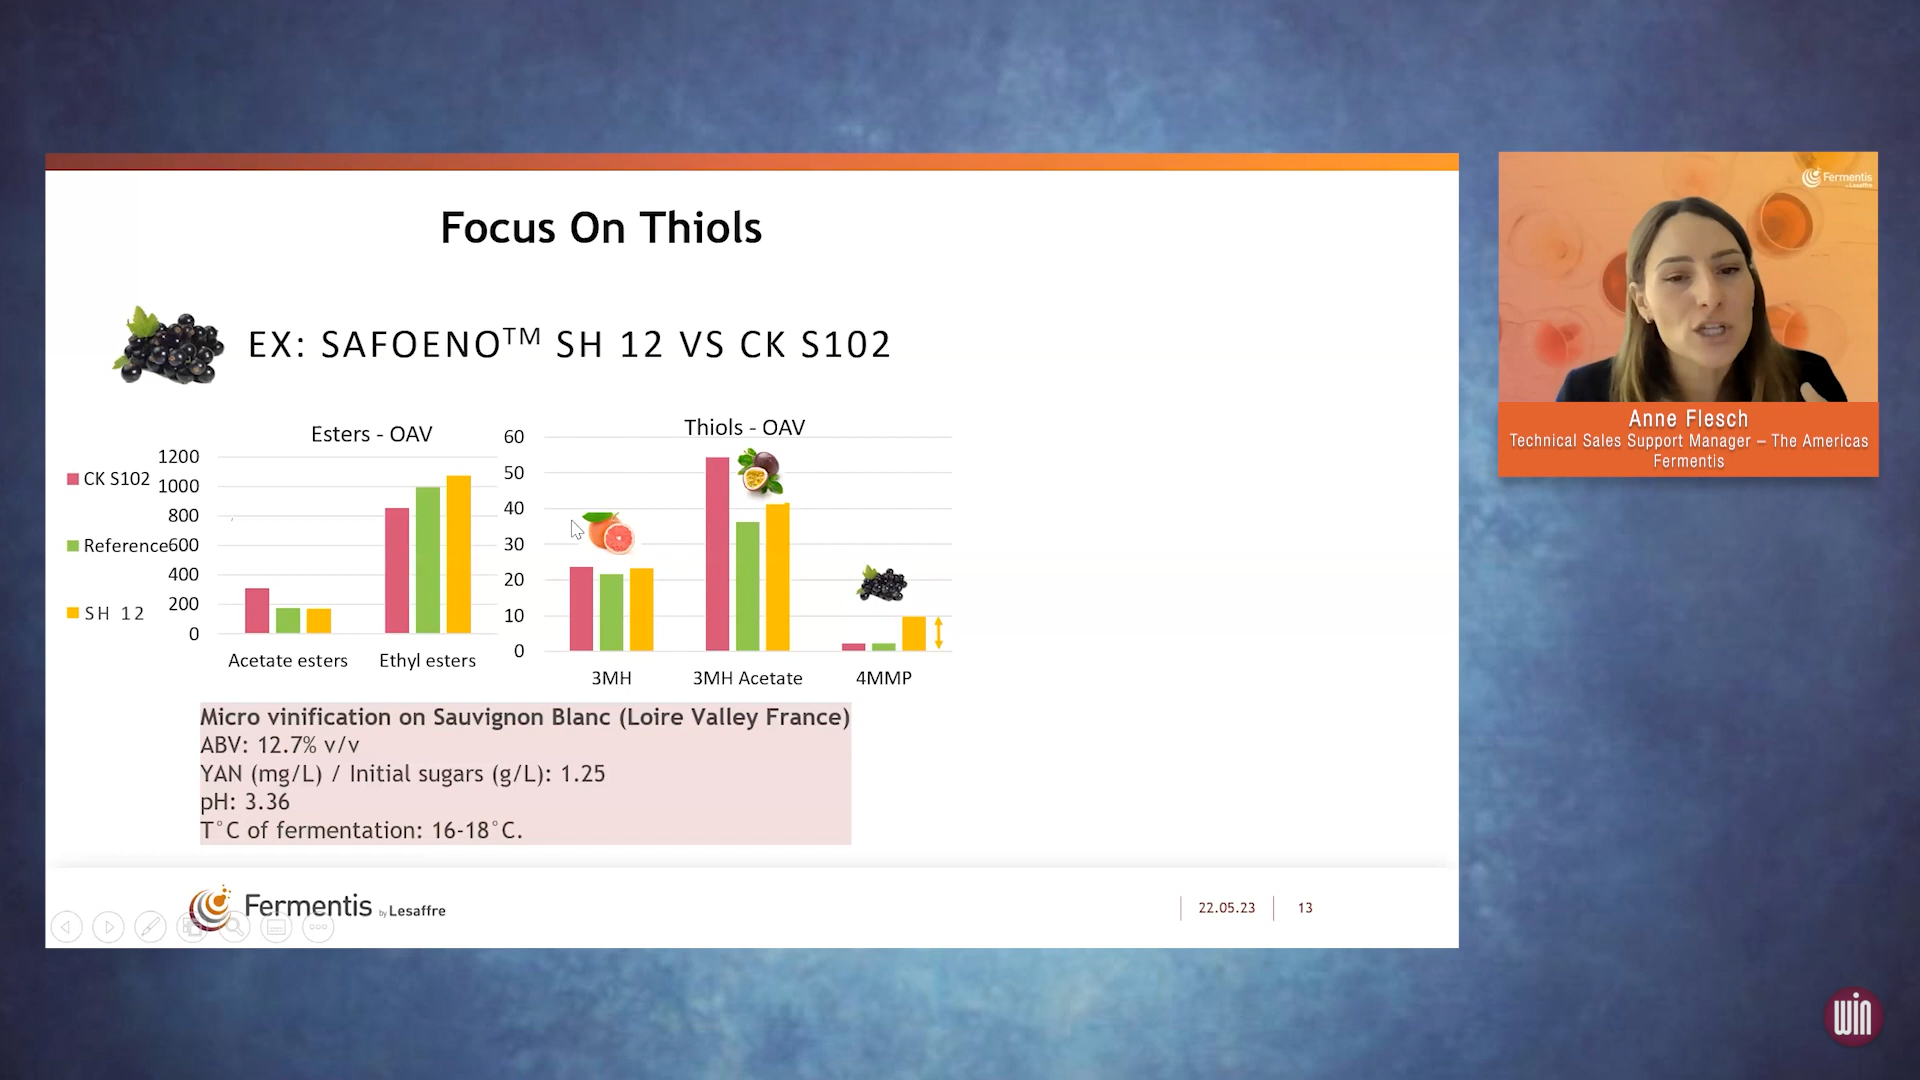 Focus On Thiols
EX: SAFOENO™ SH 12 VS CK S102
Esters - OAV
1200
1000
800
600
400
200
0
CK S102
Reference
SH 12
Acetate esters
Ethyl esters
Thiols - OAV
60
50
40
30
20
10
0
3MH
3MH Acetate
4MMP
Micro vinification on Sauvignon Blanc (Loire Valley France)
ABV: 12.7% v/v
YAN (mg/L) / Initial sugars (g/L): 1.25
pH: 3.36
T°C of fermentation: 16-18°C.
Fermentis by Lesaffre
22.05.23
13
Fermentis
by Lesaffre
Anne Flesch
Technical Sales Support Manager – The Americas
Fermentis
win